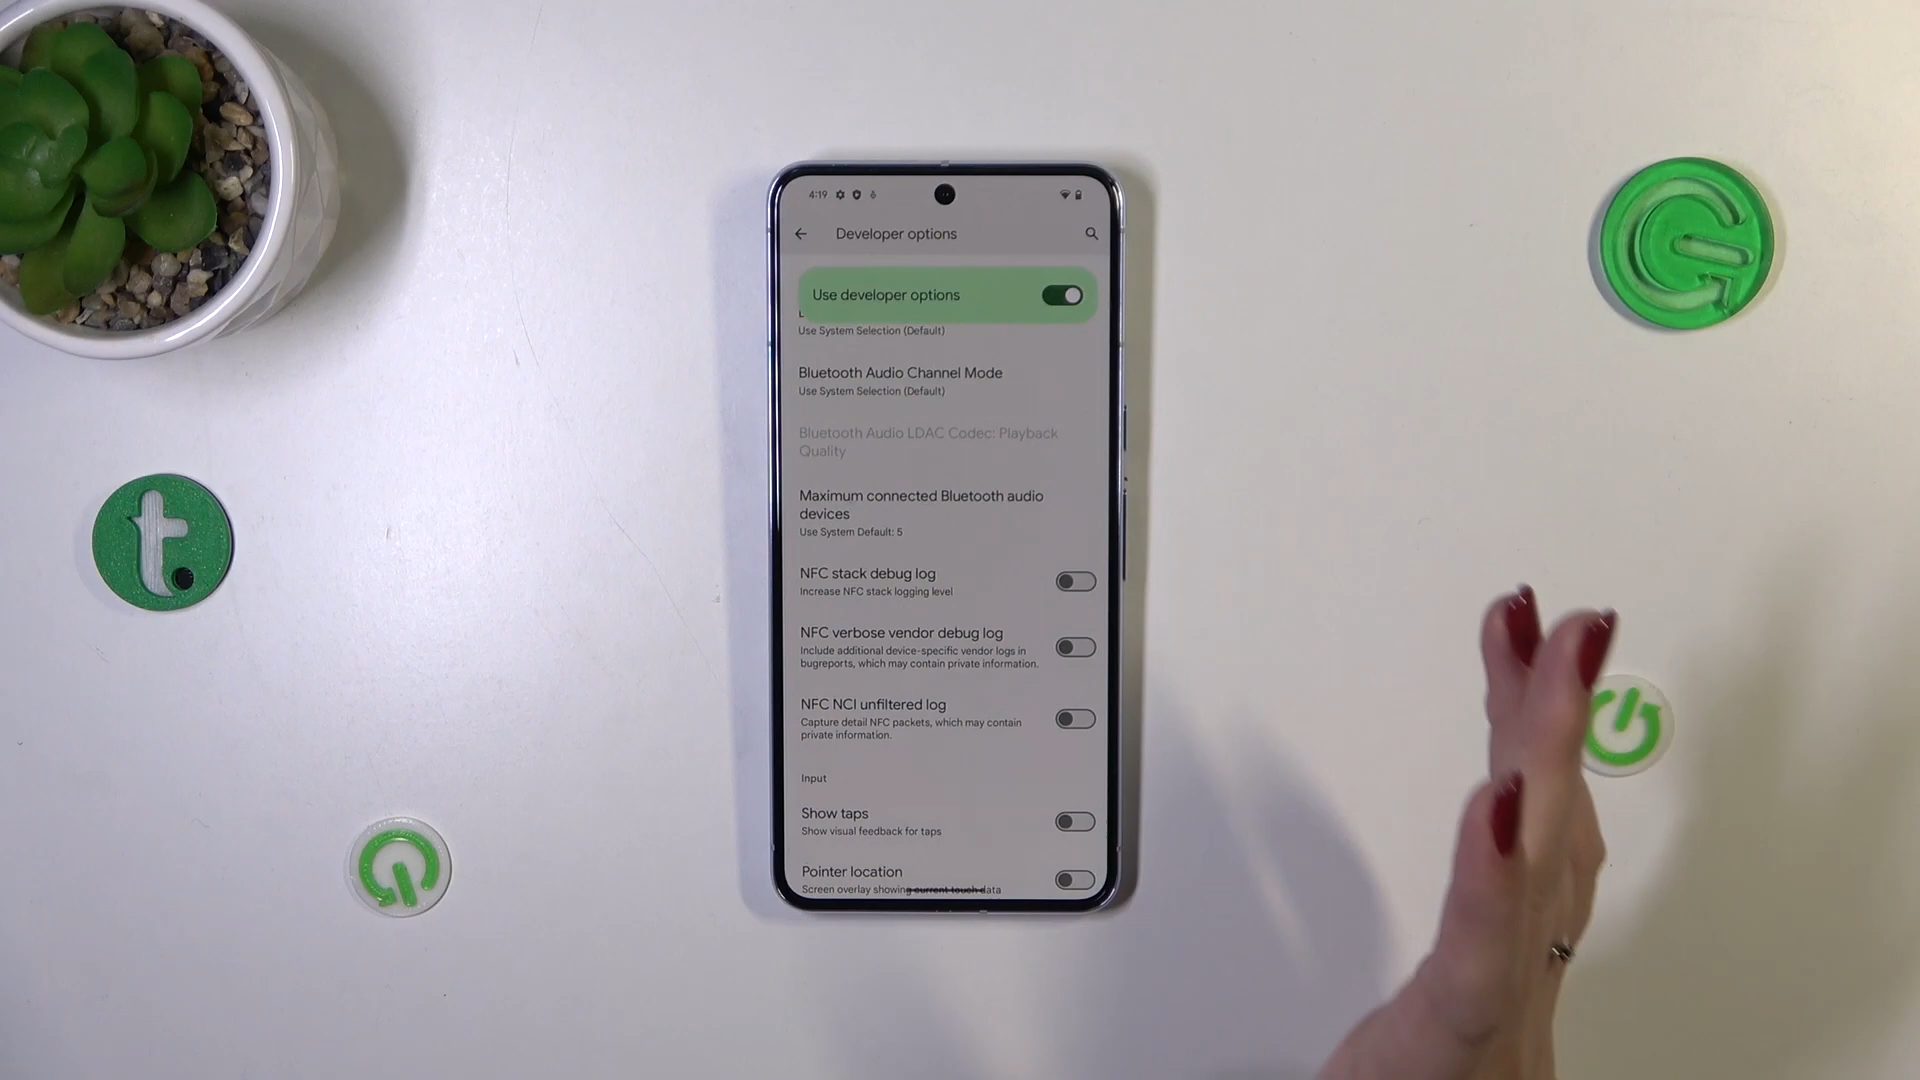 4:19
Developer options
Use developer options
Use System Selection (Default)
Bluetooth Audio Channel Mode
Use System Selection (Default)
Bluetooth Audio LDAC Codec: Playback
Quality
Maximum connected Bluetooth audio
devices
Use System Default: 5
NFC stack debug log
Increase NFC stack logging level
NFC verbose vendor debug log
Include additional device-specific vendor logs in
bugreports, which may contain private information.
NFC NCI unfiltered log
Capture detail NFC packets, which may contain
private information.
Input
Show taps
Show visual feedback for taps
Pointer location
Screen overlay showing current touch data
t.